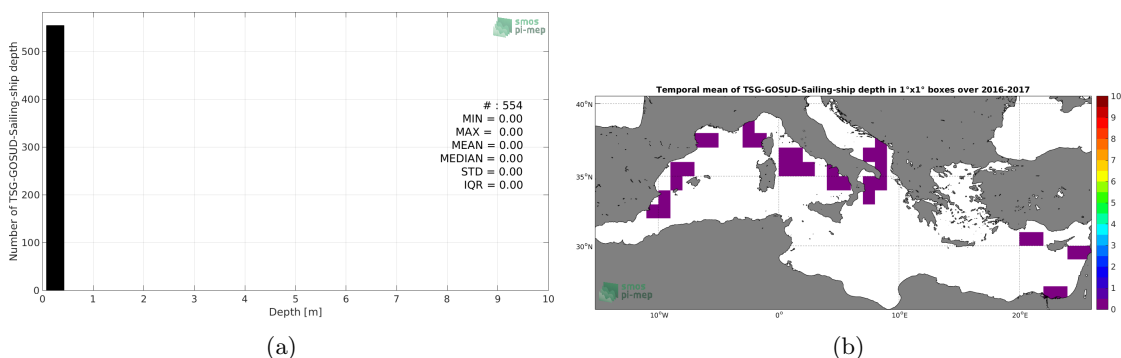 smos
pi-mep
Number of TSG-GOSUD-Sailing-ship depth
500
400
300
200
100
0
# : 554
MIN = 0.00
MAX = 0.00
MEAN = 0.00
MEDIAN = 0.00
STD = 0.00
IQR = 0.00
0 1 2 3 4 5 6 7 8 9 10
Depth [m]
(a)
Temporal mean of TSG-GOSUD-Sailing-ship depth in 1°x1° boxes over 2016-2017
40°N
35°N
30°N
10°W 0° 10°E 20°E
smos
pi-mep
10
9
8
7
6
5
4
3
2
1
0
(b)